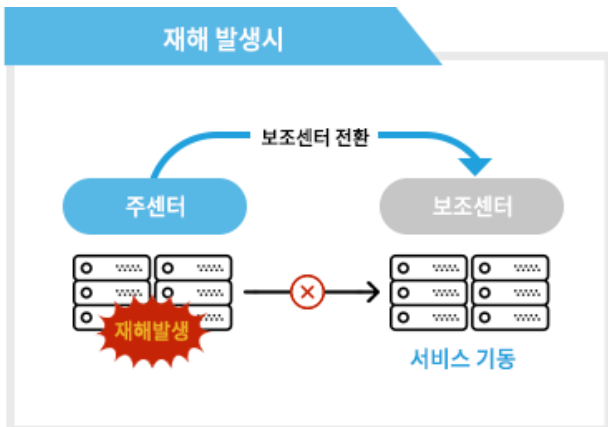 재해 발생시
보조센터 전환
주센터
보조센터
재해발생
서비스 기동